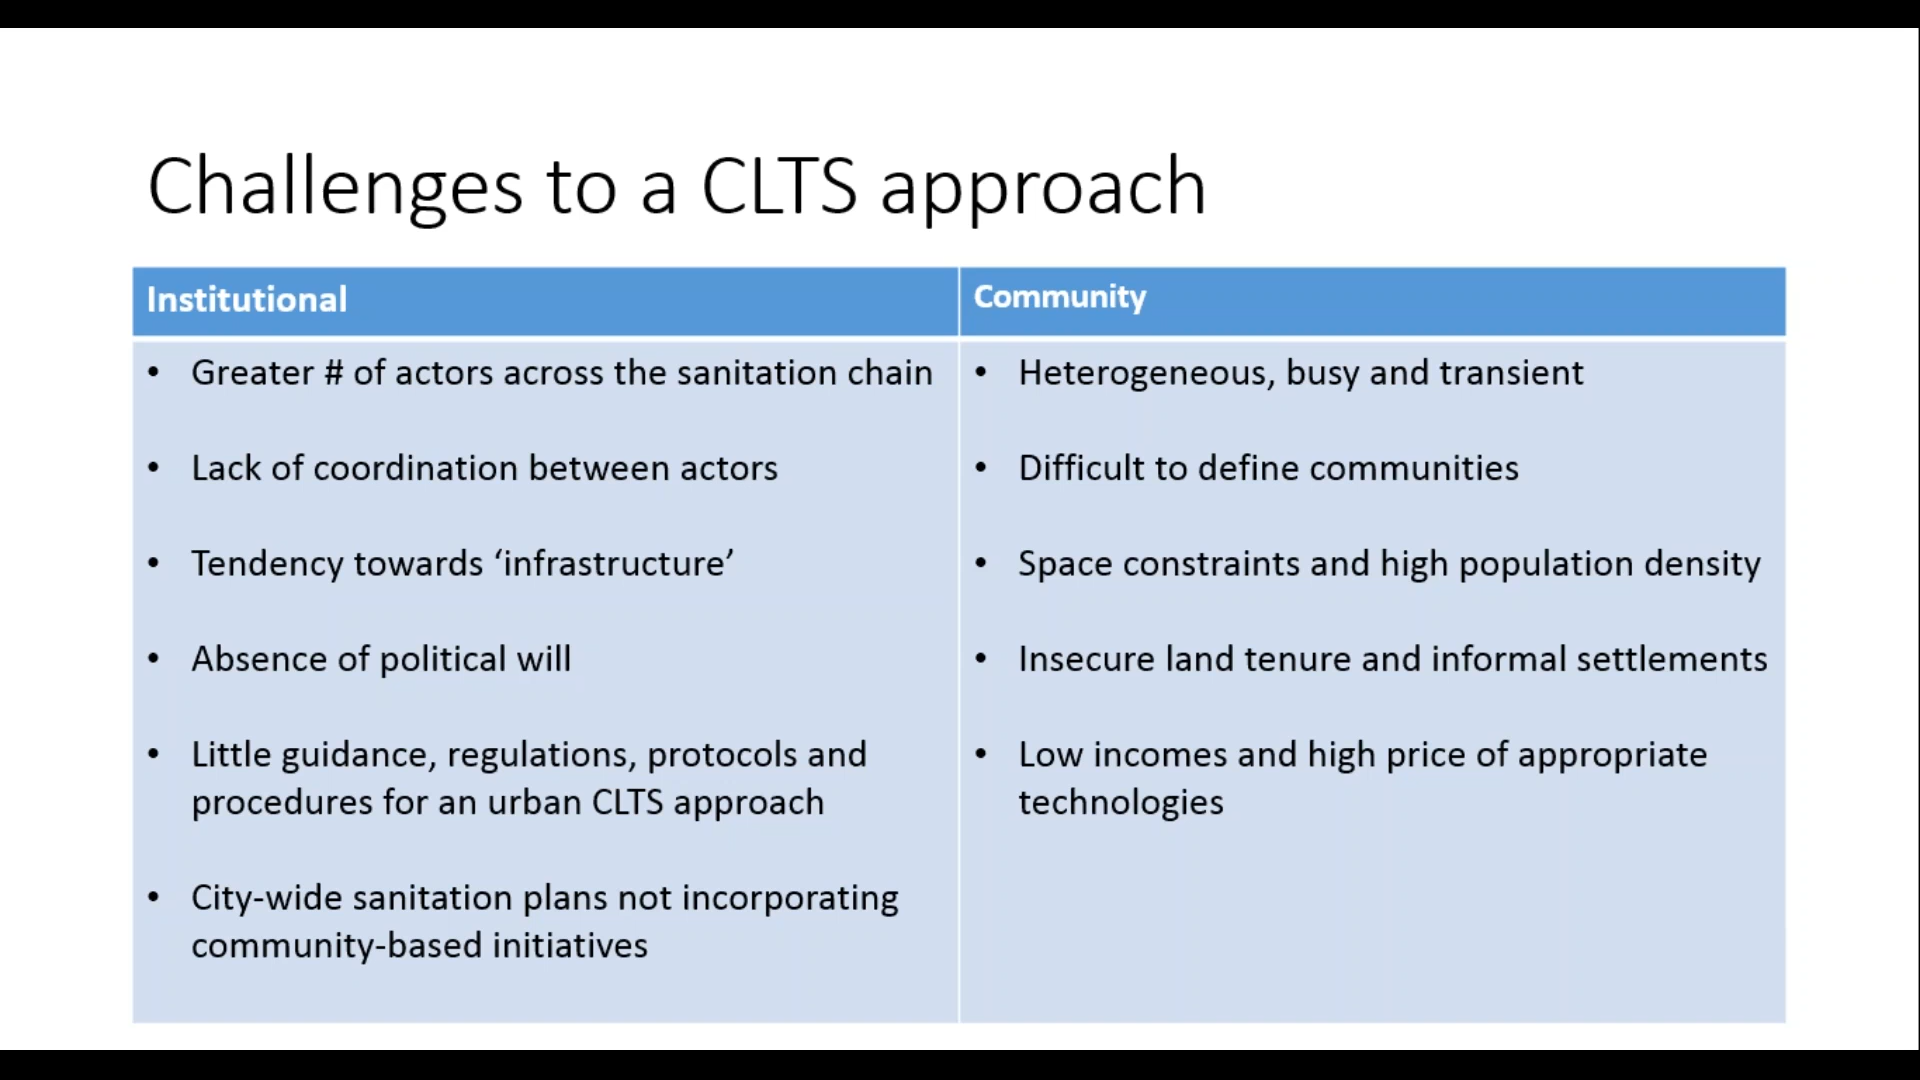 Challenges to a CLTS approach
Institutional
• Greater # of actors across the sanitation chain
• Lack of coordination between actors
• Tendency towards ‘infrastructure’
• Absence of political will
• Little guidance, regulations, protocols and
procedures for an urban CLTS approach
• City-wide sanitation plans not incorporating
community-based initiatives
Community
• Heterogeneous, busy and transient
• Difficult to define communities
• Space constraints and high population density
• Insecure land tenure and informal settlements
• Low incomes and high price of appropriate
technologies